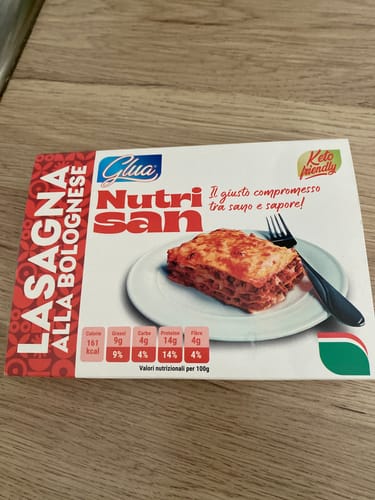 LASAGNA
ALLA BOLOGNESE
Giua
Keto
friendly
Nutri
san
Il giusto compromesso
tra sano e sapore!
Calorie
161
kcal
Grassi
9g
9%
Carbo
4g
4%
Proteine
14g
14%
Fibre
4g
4%
Valori nutrizionali per 100g